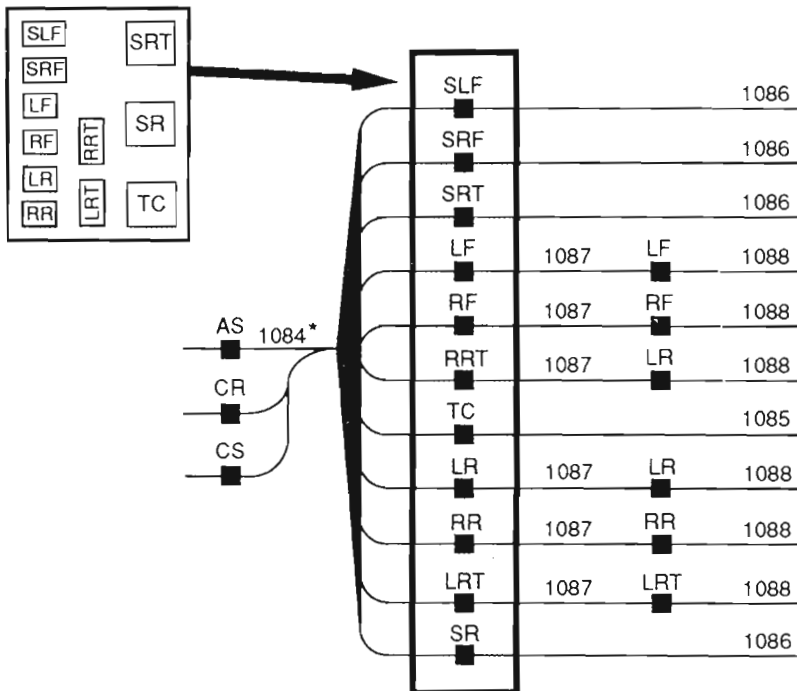 SLF SRT
SRF
LF
RF RRT SR
LR
RR LRT TC
SLF 1086
SRF 1086
SRT 1086
LF 1087 LF 1088
RF 1087 RF 1088
AS 1084*
RRT 1087 LR 1088
CR
TC 1085
CS
LR 1087 LR 1088
RR 1087 RR 1088
LRT 1087 LRT 1088
SR 1086